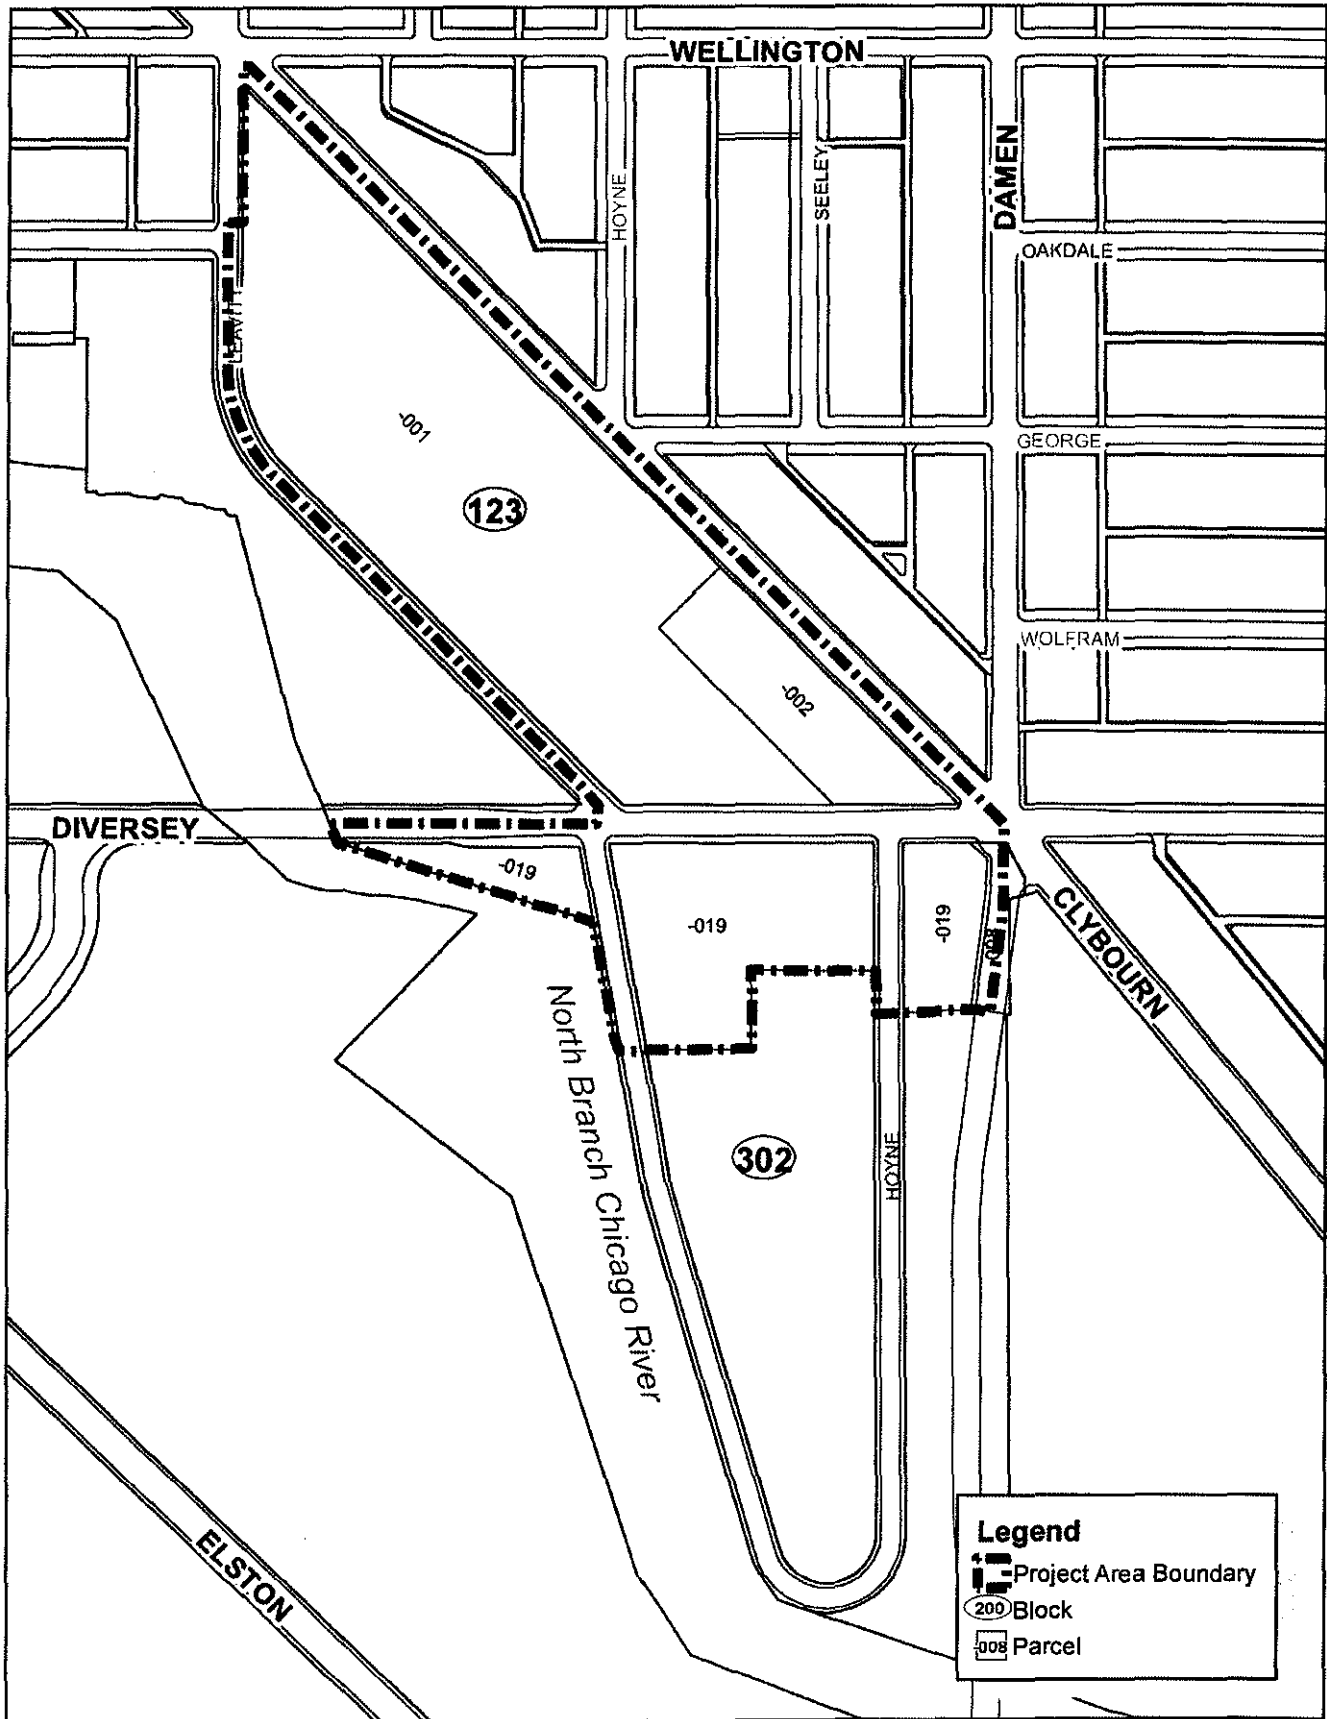 WELLINGTON
DAMEN
HOYNE
SEELEY
OAKDALE
LEAVITT
-001
GEORGE
123
WOLFRAM
-002
DIVERSEY
-019
-019
-019
-008
CLYBOURN
North Branch Chicago River
302
HOYNE
ELSTON
Legend
Project Area Boundary
200 Block
-008 Parcel